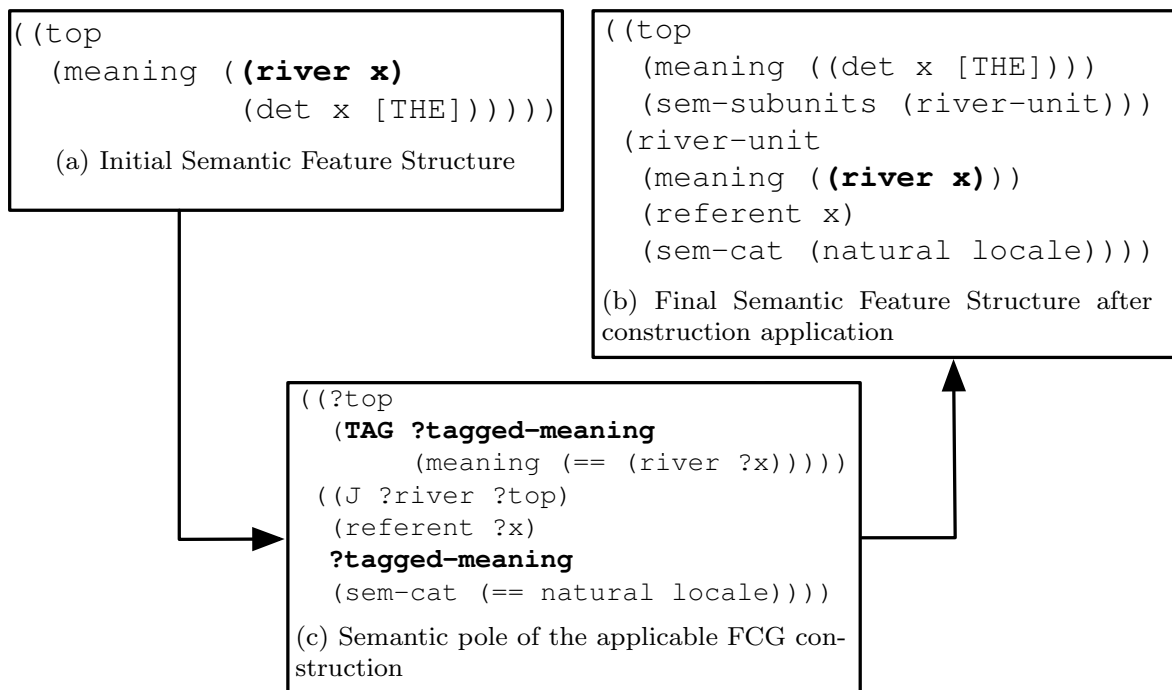 ((top
(meaning ((river x)
(det x [THE])))))
(a) Initial Semantic Feature Structure
((top
(meaning ((det x [THE])))
(sem-subunits (river-unit)))
(river-unit
(meaning ((river x)))
(referent x)
(sem-cat (natural locale))))
(b) Final Semantic Feature Structure after
construction application
((?top
(TAG ?tagged-meaning
(meaning (== (river ?x)))))
((J ?river ?top)
(referent ?x)
?tagged-meaning
(sem-cat (== natural locale))))
(c) Semantic pole of the applicable FCG con-
struction